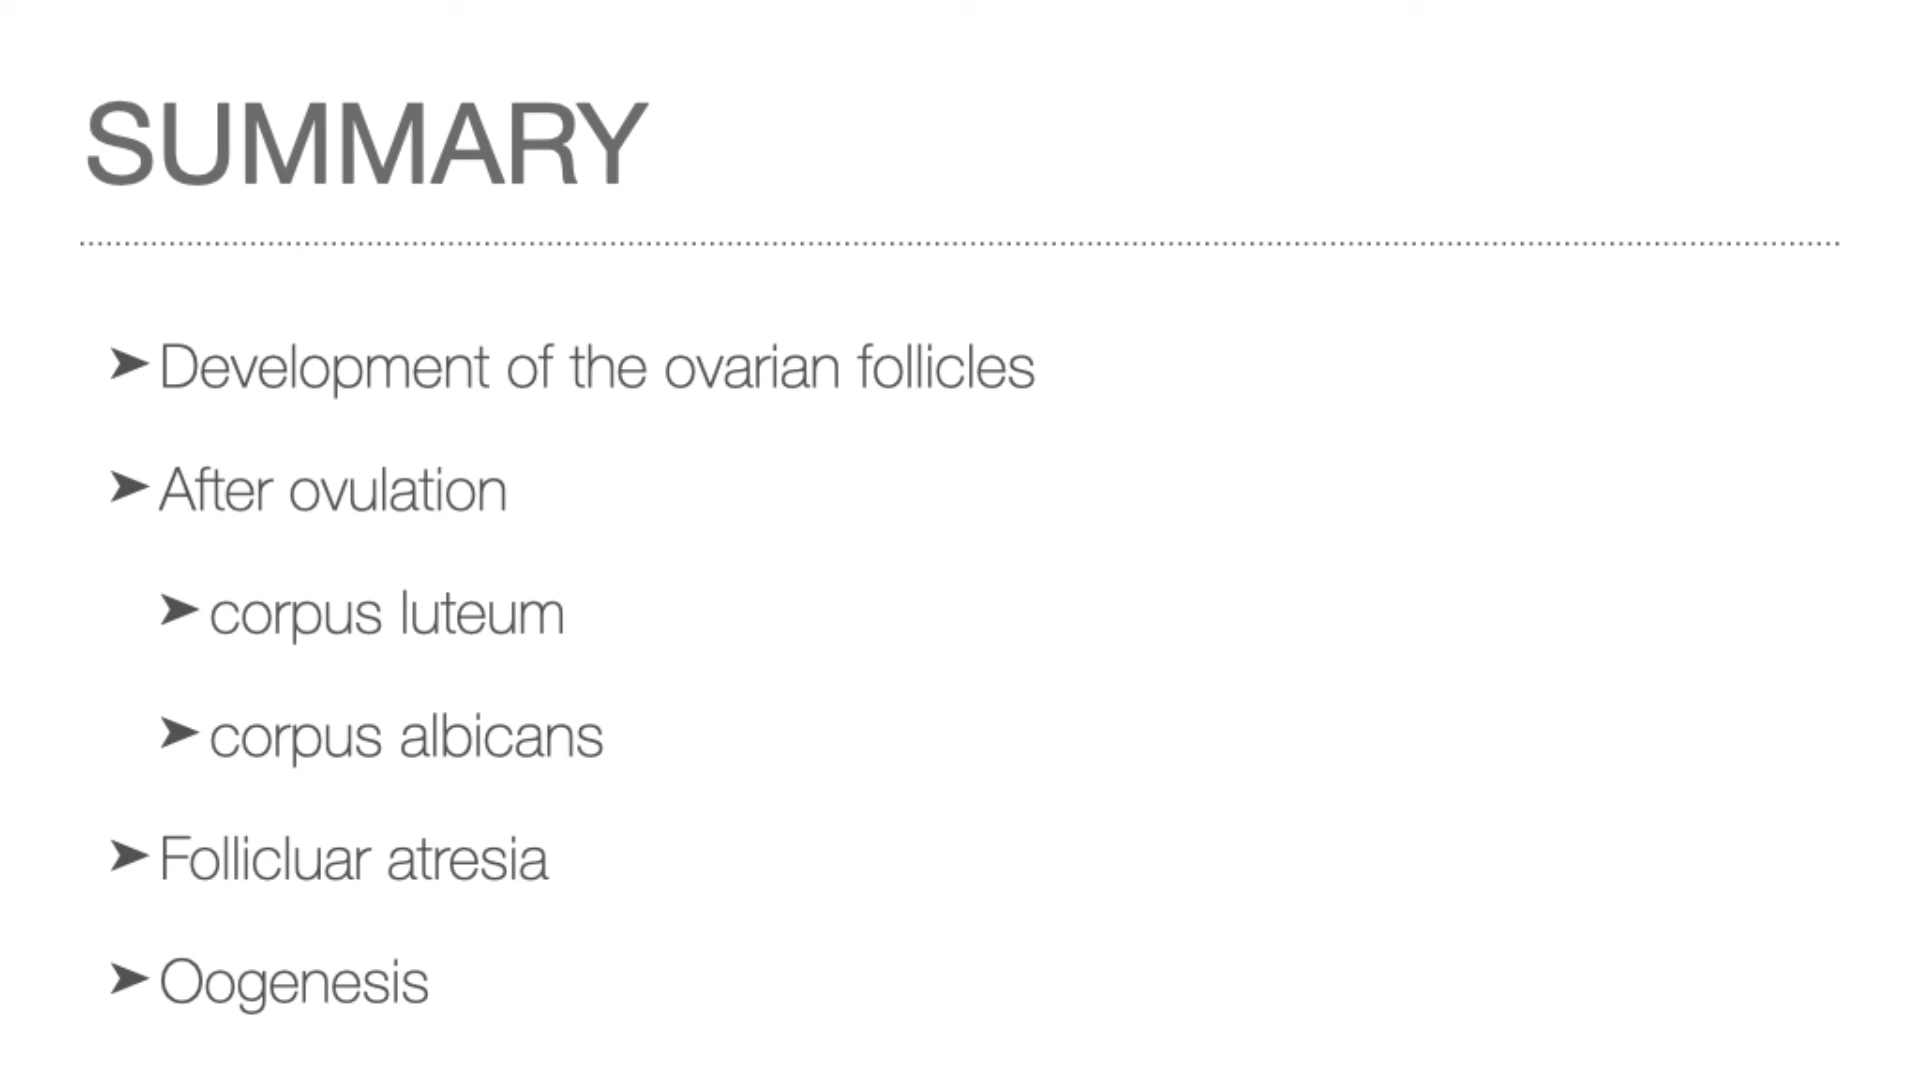 SUMMARY
➤ Development of the ovarian follicles
➤ After ovulation
➤ corpus luteum
➤ corpus albicans
➤ Follicluar atresia
➤ Oogenesis